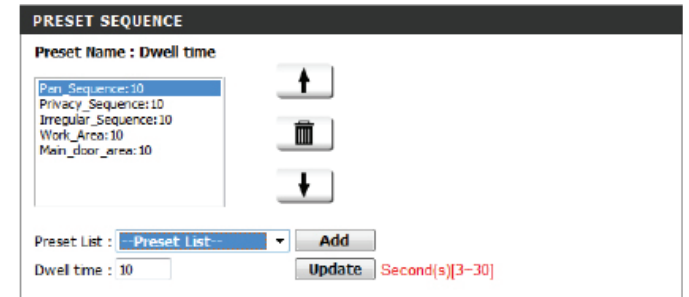 PRESET SEQUENCE
Preset Name : Dwell time
Pan_Sequence:10
Privacy_Sequence:10
Irregular_Sequence:10
Work_Area:10
Main_door_area:10
Preset List : --Preset List-- Add
Dwell time : 10 Update Second(s)[3~30]